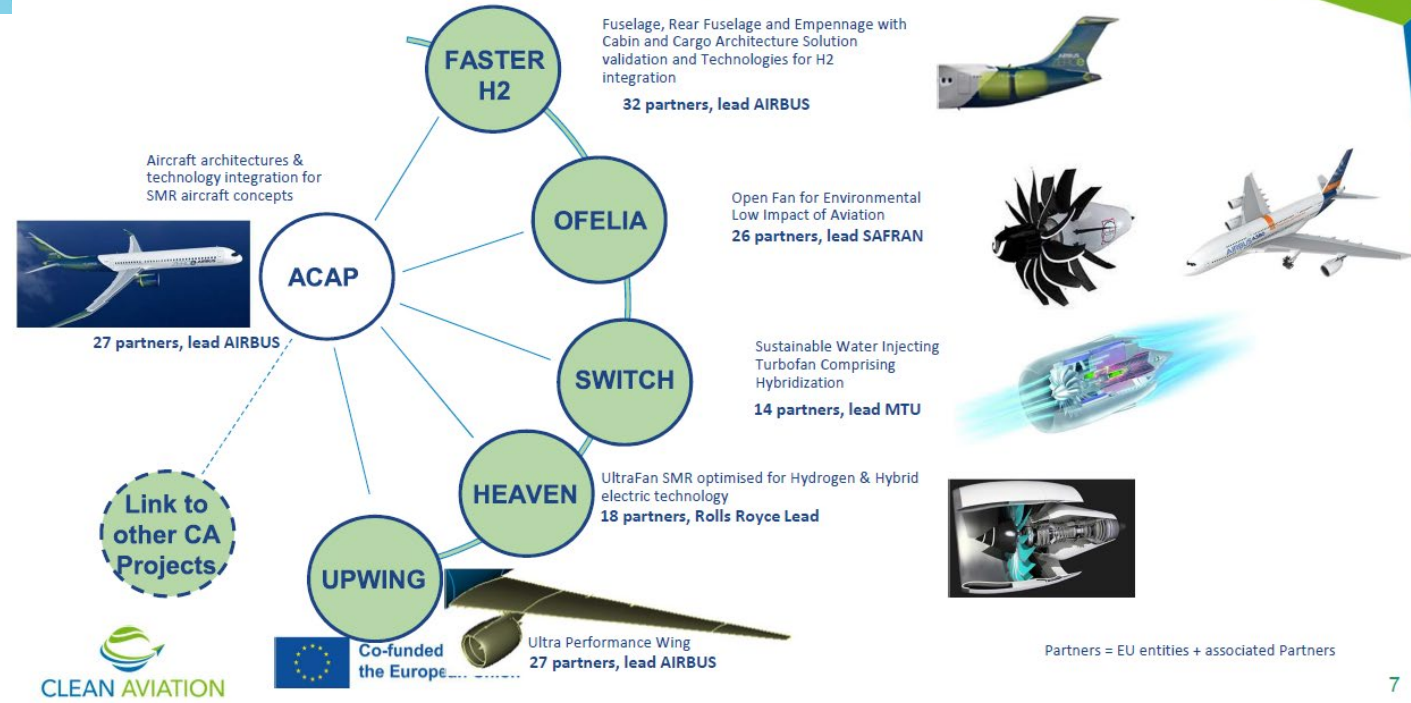 FASTER
H2
Fuselage, Rear Fuselage and Empennage with
Cabin and Cargo Architecture Solution
validation and Technologies for H2
integration
32 partners, lead AIRBUS
Aircraft architectures &
technology integration for
SMR aircraft concepts
ACAP
27 partners, lead AIRBUS
OFELIA
Open Fan for Environmental
Low Impact of Aviation
26 partners, lead SAFRAN
AIRBUS A380
SWITCH
Sustainable Water Injecting
Turbofan Comprising
Hybridization
14 partners, lead MTU
HEAVEN
UltraFan SMR optimised for Hydrogen & Hybrid
electric technology
18 partners, Rolls Royce Lead
Link to
other CA
Projects
UPWING
Ultra Performance Wing
27 partners, lead AIRBUS
CLEAN AVIATION
Co-funded
the European Union
Partners = EU entities + associated Partners
7